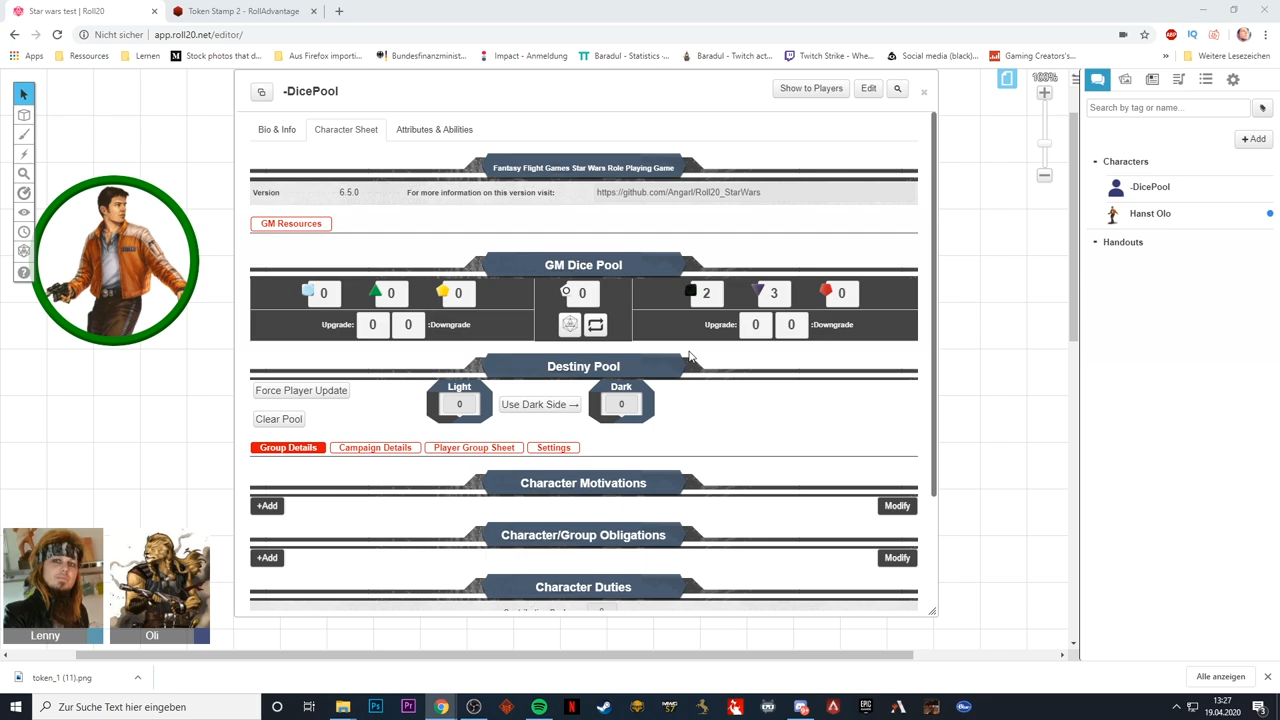 Star wars test | Roll20
Token Stamp 2 - RollAdvantage
Nicht sicher | app.roll20.net/editor/
Apps
Ressources
Lernen
Stock photos that d...
Aus Firefox importi...
Bundesfinanzminist...
Impact - Anmeldung
Baradul - Statistics -...
Baradul - Twitch act...
Twitch Strike - Whe...
Social media (black)...
Gaming Creator's...
Weitere Lesezeichen
-DicePool
Show to Players
Edit
100%
Search by tag or name...
Bio & Info
Character Sheet
Attributes & Abilities
+ Add
Fantasy Flight Games Star Wars Role Playing Game
Characters
Version
6.5.0
For more information on this version visit:
https://github.com/Angarl/Roll20_StarWars
-DicePool
Hanst Olo
GM Resources
Handouts
GM Dice Pool
0 0 0 0 2 3 0
Upgrade: 0 0 :Downgrade
Upgrade: 0 0 :Downgrade
Destiny Pool
Force Player Update
Clear Pool
Light
0
Use Dark Side →
Dark
0
Group Details
Campaign Details
Player Group Sheet
Settings
Character Motivations
+Add
Modify
Character/Group Obligations
+Add
Modify
Character Duties
Lenny
Oli
token_1 (11).png
Alle anzeigen
Zur Suche Text hier eingeben
13:27
19.04.2020